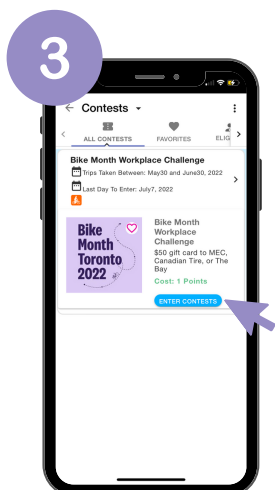 3
Contests
ALL CONTESTS
FAVORITES
ELIG
Bike Month Workplace Challenge
Trips Taken Between: May30 and June30, 2022
Last Day To Enter: July7, 2022
Bike
Month
Toronto
2022
Bike Month
Workplace
Challenge
$50 gift card to MEC,
Canadian Tire, or The
Bay
Cost: 1 Points
ENTER CONTESTS